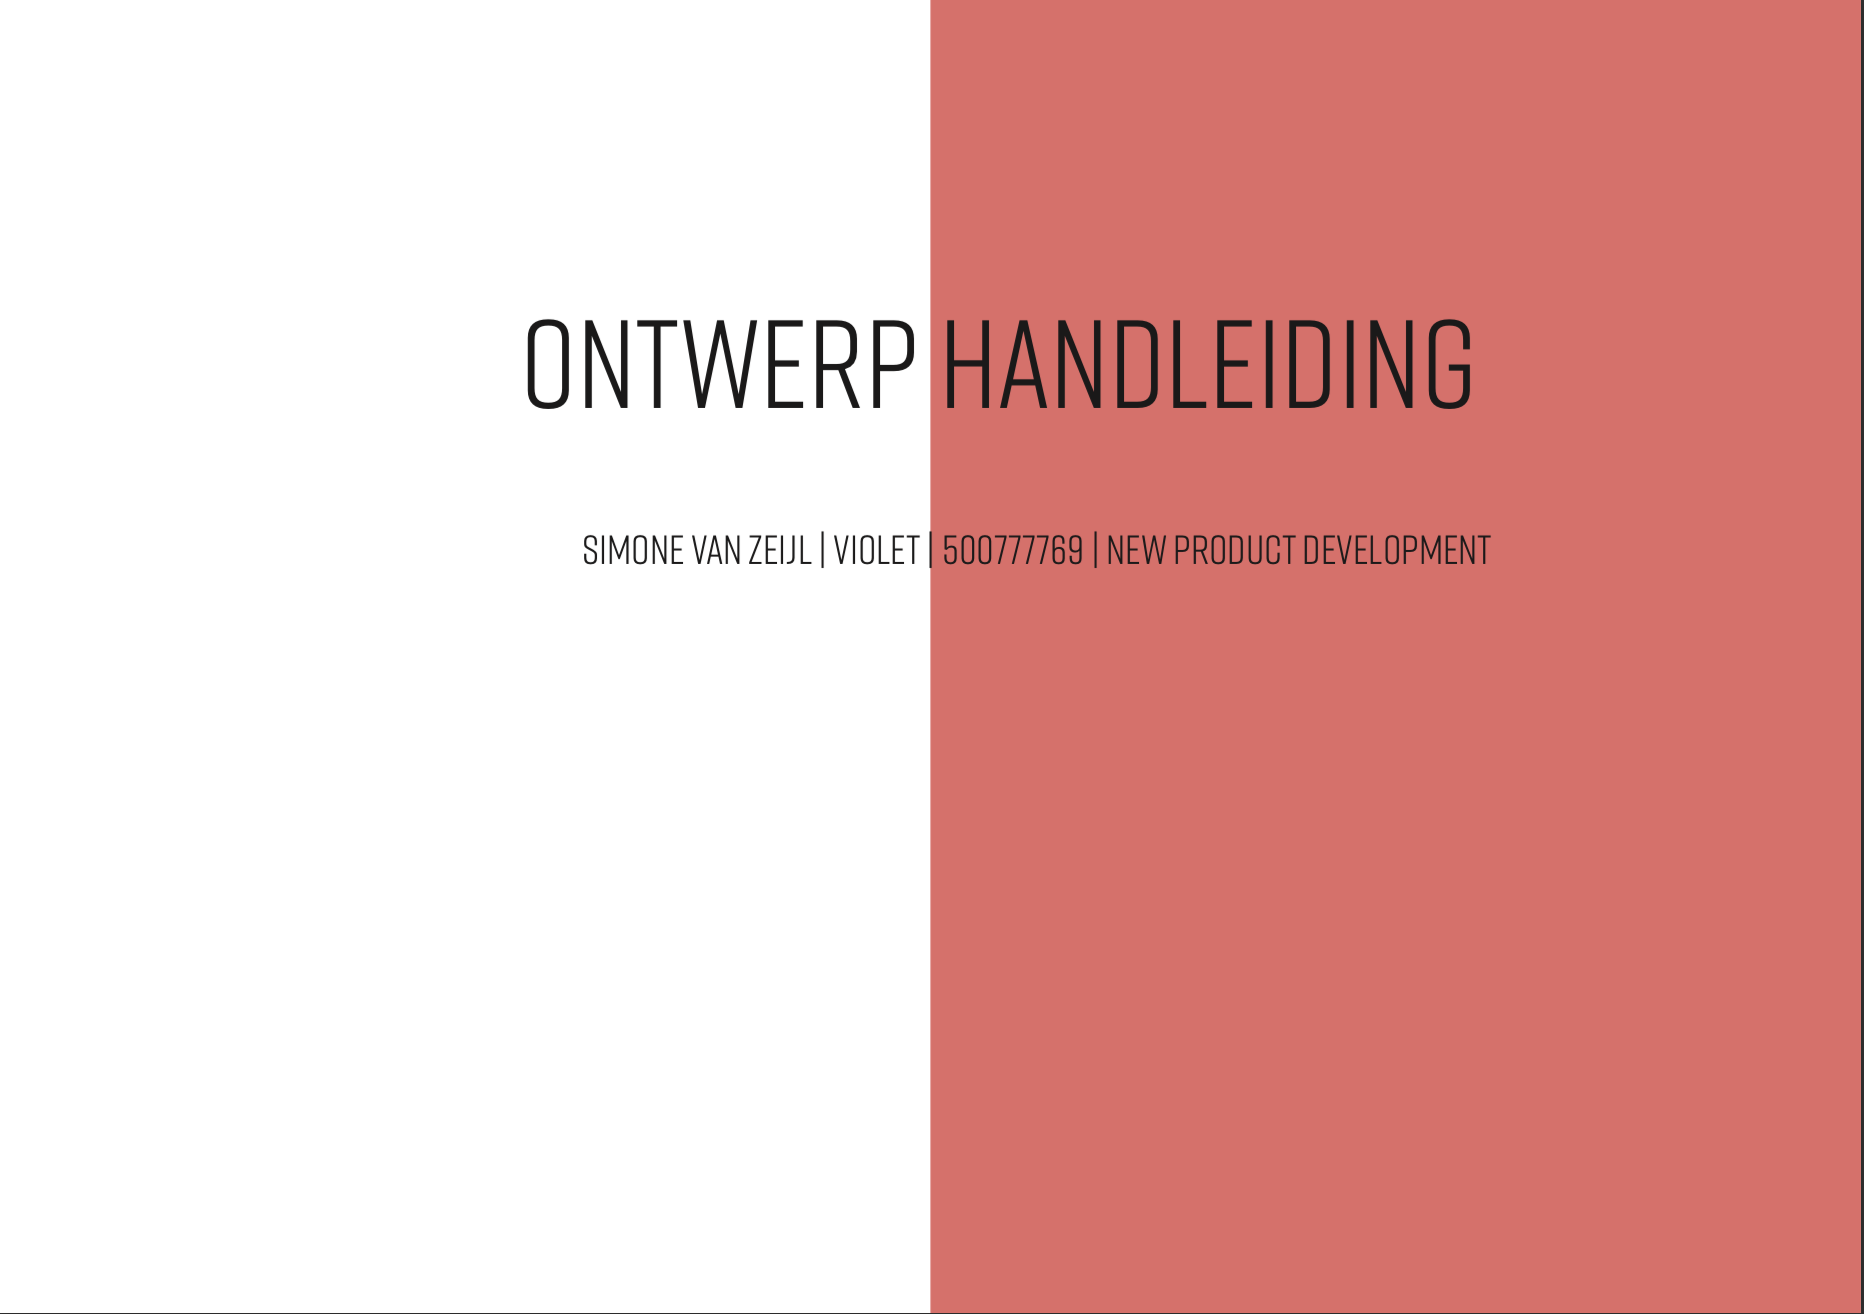 ONTWERP HANDLEIDING
SIMONE VAN ZEIJL | VIOLET | 500777769 | NEW PRODUCT DEVELOPMENT